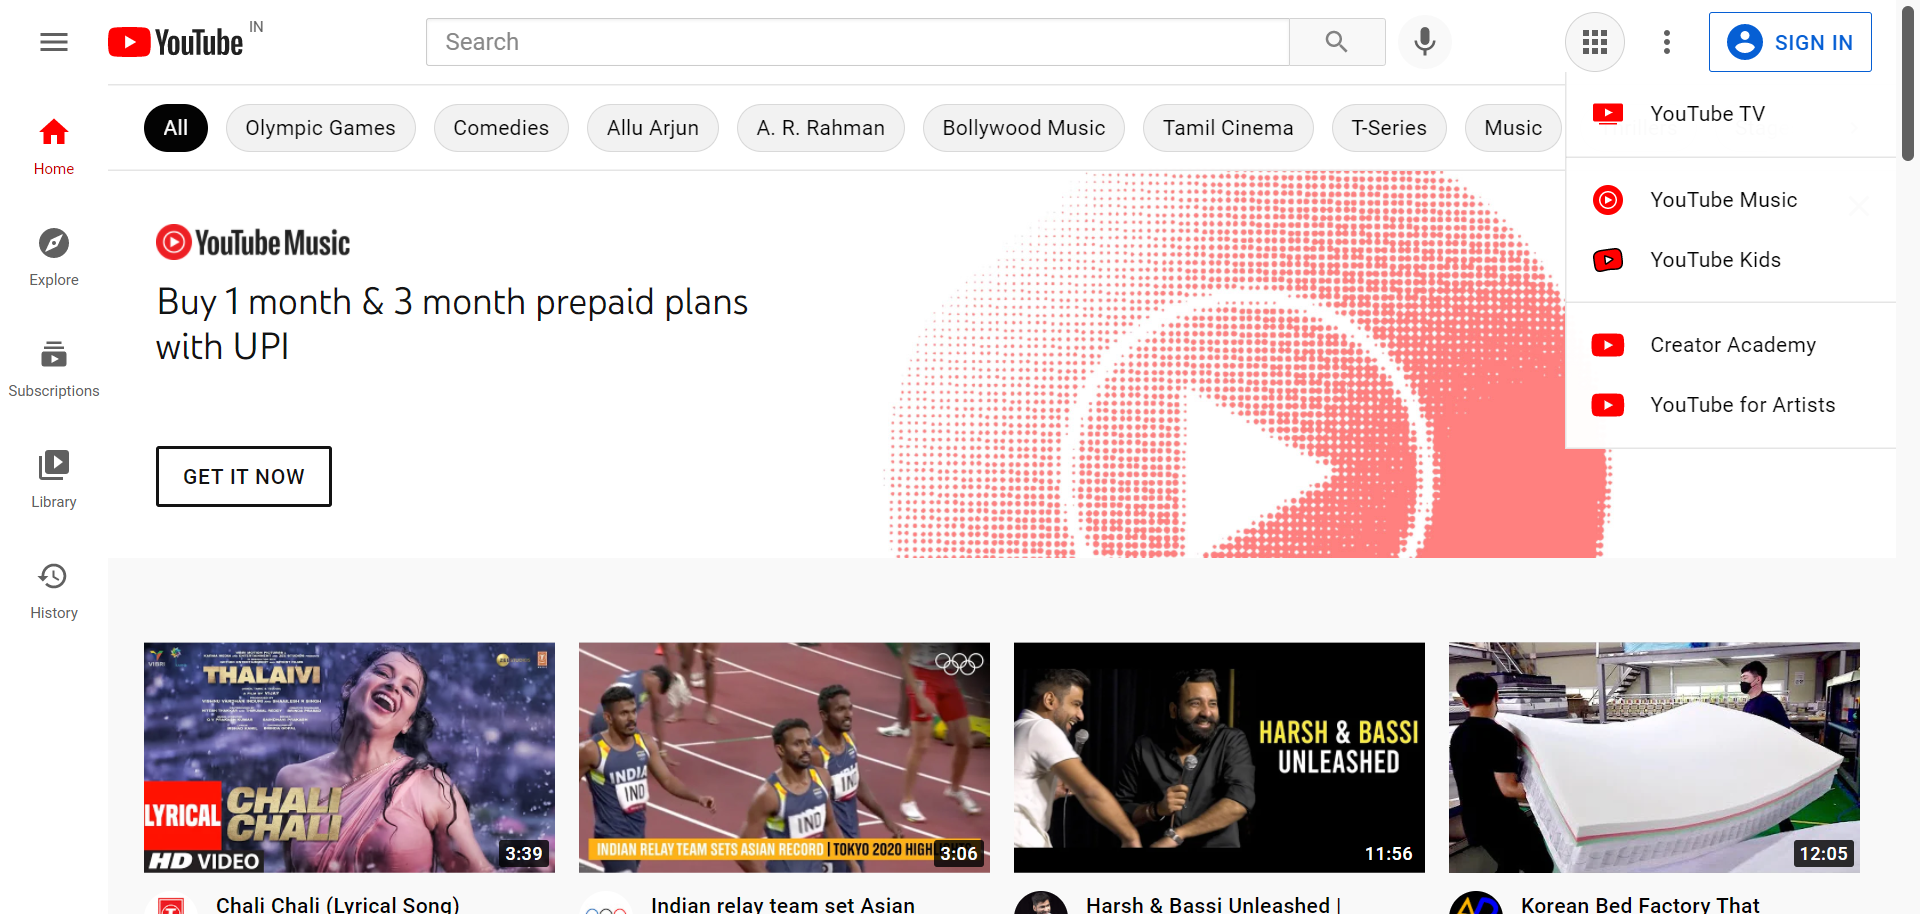 YouTube IN
Search
SIGN IN
Home
Explore
Subscriptions
Library
History
All
Olympic Games
Comedies
Allu Arjun
A. R. Rahman
Bollywood Music
Tamil Cinema
T-Series
Music
YouTube TV
YouTube Music
YouTube Kids
Creator Academy
YouTube for Artists
YouTube Music
Buy 1 month & 3 month prepaid plans
with UPI
GET IT NOW
THALAIVI
LYRICAL
CHALI
CHALI
HD VIDEO
3:39
INDIA
IND
IND
INDIAN RELAY TEAM SETS ASIAN RECORD | TOKYO 2020
3:06
HARSH & BASSI
UNLEASHED
11:56
12:05
Chali Chali (Lyrical Song)
Indian relay team set Asian
Harsh & Bassi Unleashed |
Korean Bed Factory That